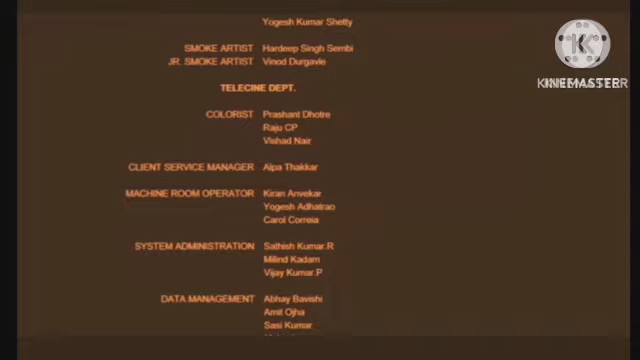 Yogesh Kumar Shetty
SMOKE ARTIST Hardeep Singh Sembi
JR. SMOKE ARTIST Vinod Durgavle
TELECINE DEPT.
COLORIST Prashant Dhotre
Raju CP
Vishad Nair
CLIENT SERVICE MANAGER Alpa Thakkar
MACHINE ROOM OPERATOR Kiran Anvekar
Yogesh Adhatrao
Carol Correia
SYSTEM ADMINISTRATION Sathish Kumar.R
Milind Kadam
Vijay Kumar.P
DATA MANAGEMENT Abhay Bavishi
Amit Ojha
Sasi Kumar
KINEMASTER